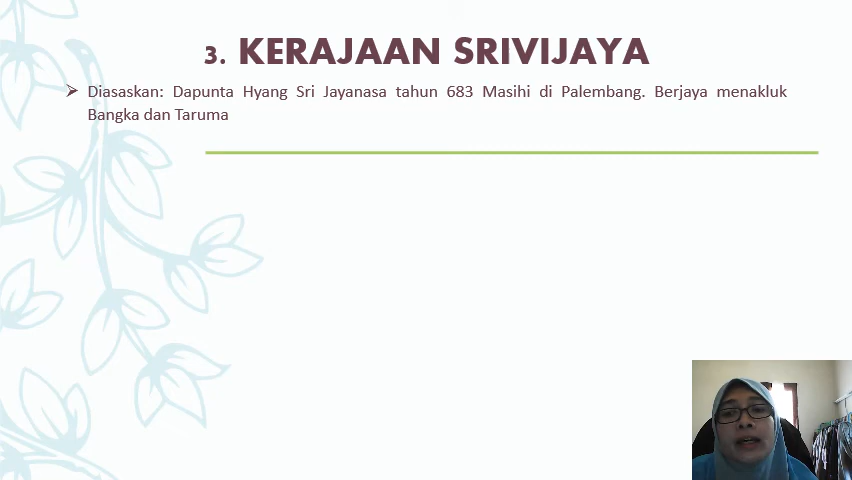 3. KERAJAAN SRIVIJAYA
➢ Diasaskan: Dapunta Hyang Sri Jayanasa tahun 683 Masihi di Palembang. Berjaya menakluk
Bangka dan Taruma